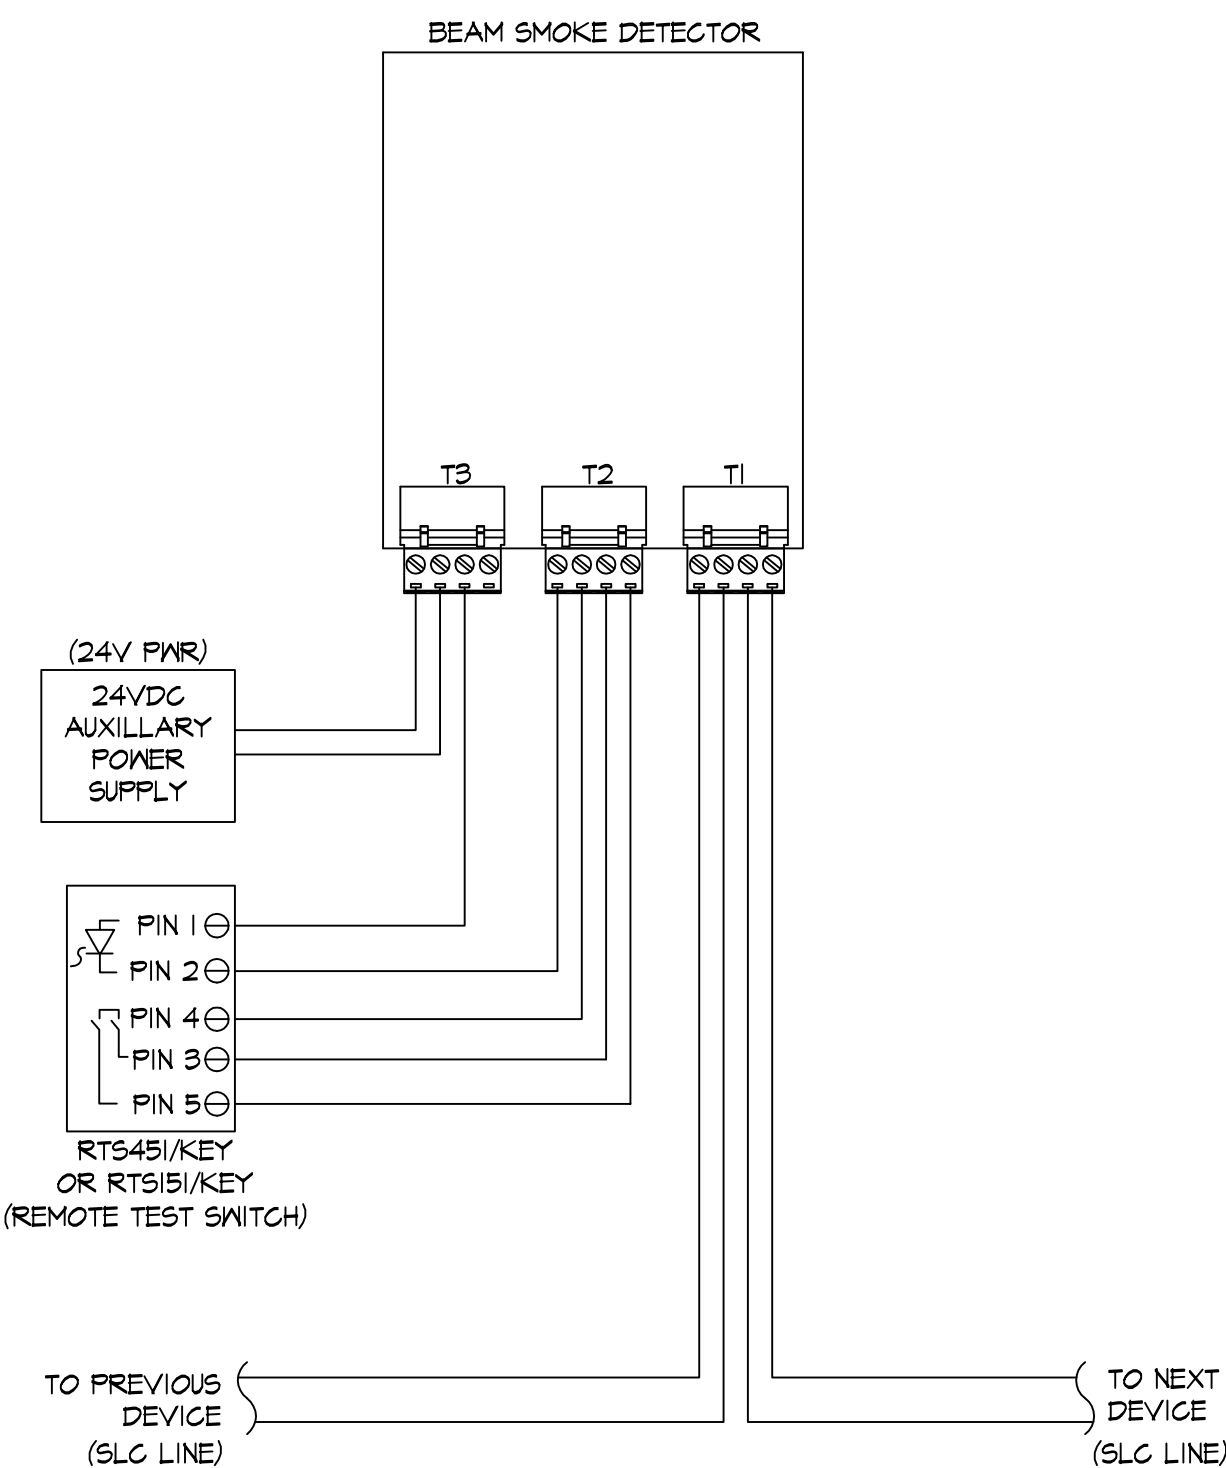 BEAM SMOKE DETECTOR
T3
T2
T1
(24V PWR)
24VDC
AUXILLARY
POWER
SUPPLY
PIN 1
PIN 2
PIN 4
PIN 3
PIN 5
RTS451/KEY
OR RTS151/KEY
(REMOTE TEST SWITCH)
TO PREVIOUS
DEVICE
(SLC LINE)
TO NEXT
DEVICE
(SLC LINE)